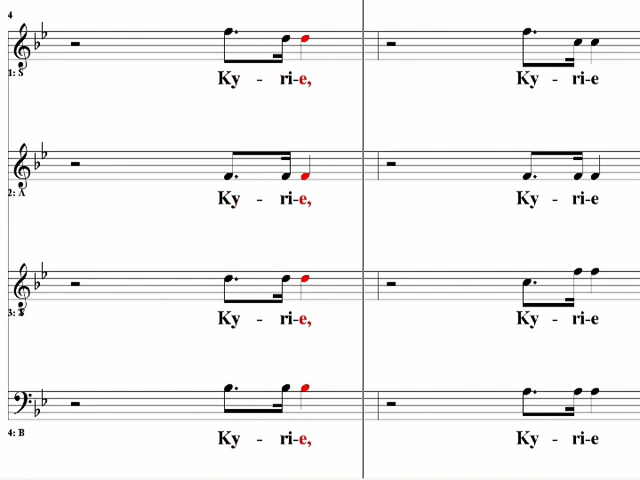 4
1: S
Ky - ri-e, Ky - ri-e
2: A
Ky - ri-e, Ky - ri-e
3: T
Ky - ri-e, Ky - ri-e
4: B
Ky - ri-e, Ky - ri-e